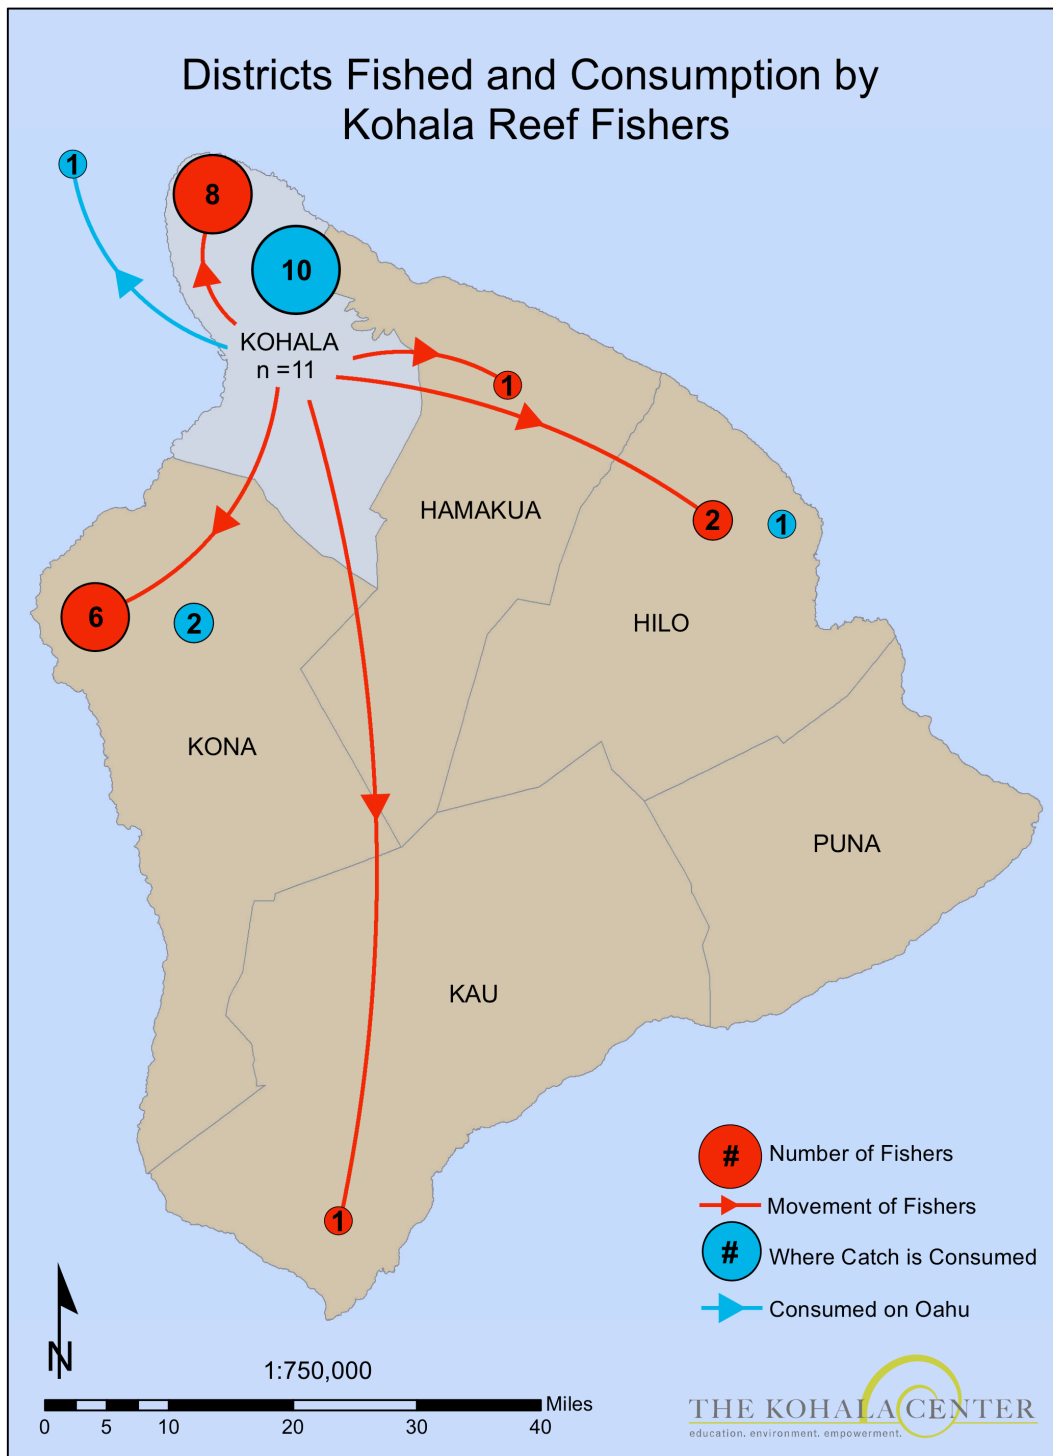 Districts Fished and Consumption by
Kohala Reef Fishers
1
8
10
KOHALA
n =11
1
HAMAKUA
2
1
6
2
HILO
KONA
PUNA
KAU
1
# Number of Fishers
Movement of Fishers
# Where Catch is Consumed
Consumed on Oahu
N
1:750,000
Miles
0 5 10 20 30 40
THE KOHALA CENTER
education. environment. empowerment.